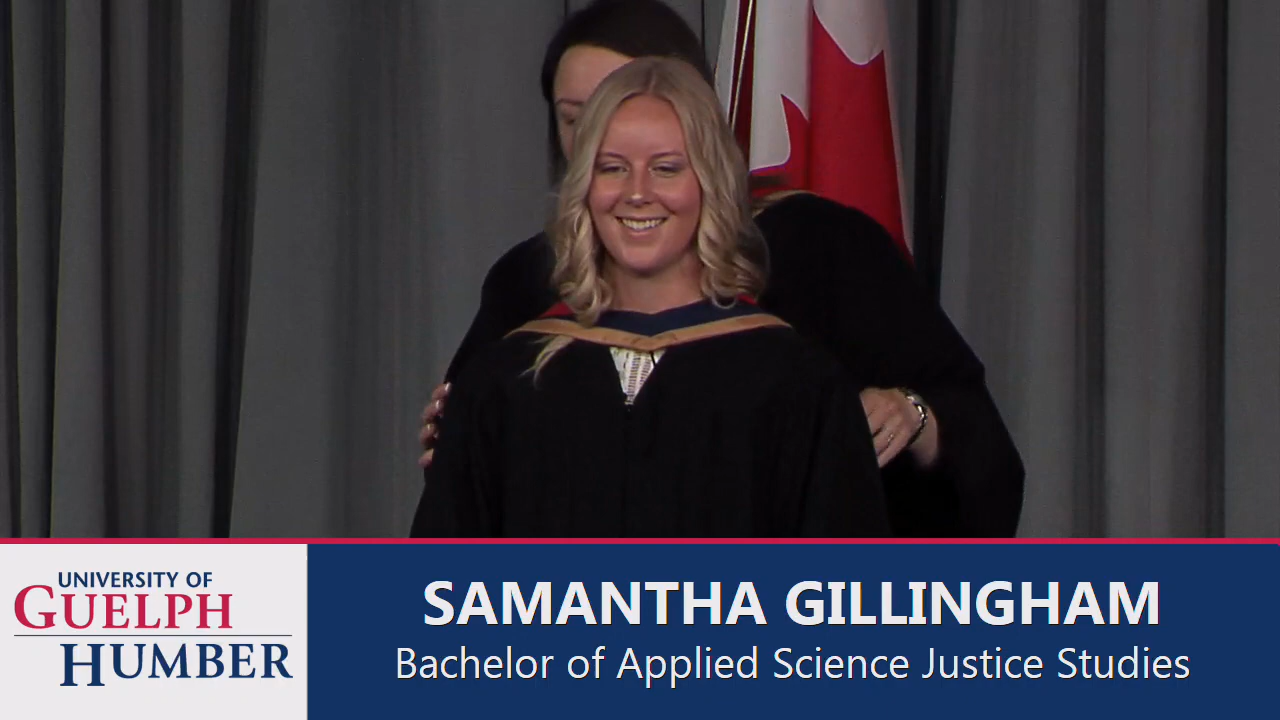 UNIVERSITY OF
GUELPH
HUMBER
SAMANTHA GILLINGHAM
Bachelor of Applied Science Justice Studies